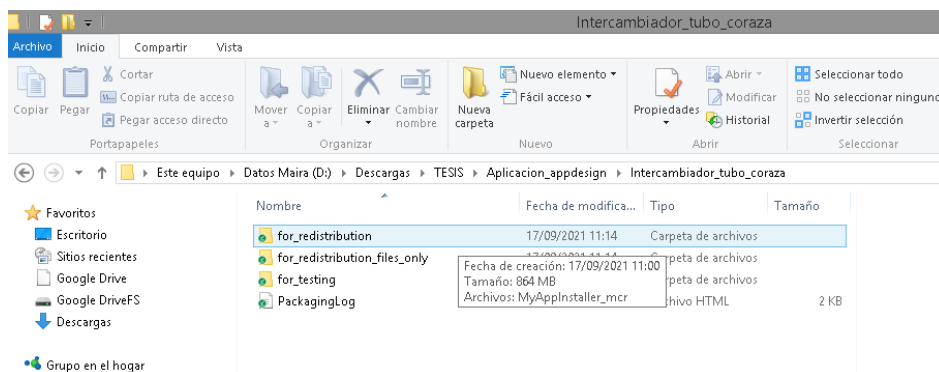 Intercambiador_tubo_coraza
Archivo Inicio Compartir Vista
Copiar
Pegar
Cortar
Copiar ruta de acceso
Pegar acceso directo
Portapapeles
Mover a
Copiar a
Eliminar
Cambiar nombre
Organizar
Nueva carpeta
Nuevo elemento
Fácil acceso
Nuevo
Propiedades
Abrir
Modificar
Historial
Abrir
Seleccionar todo
No seleccionar ninguno
Invertir selección
Seleccionar
Este equipo Datos Maira (D:) Descargas TESIS Aplicacion_appdesign Intercambiador_tubo_coraza
Favoritos
Escritorio
Sitios recientes
Google Drive
Google DriveFS
Descargas
Grupo en el hogar
Nombre Fecha de modifica... Tipo Tamaño
for_redistribution 17/09/2021 11:14 Carpeta de archivos
for_redistribution_files_only
for_testing
PackagingLog 2 KB
Fecha de creación: 17/09/2021 11:00
Tamaño: 864 MB
Archivos: MyAppInstaller_mcr